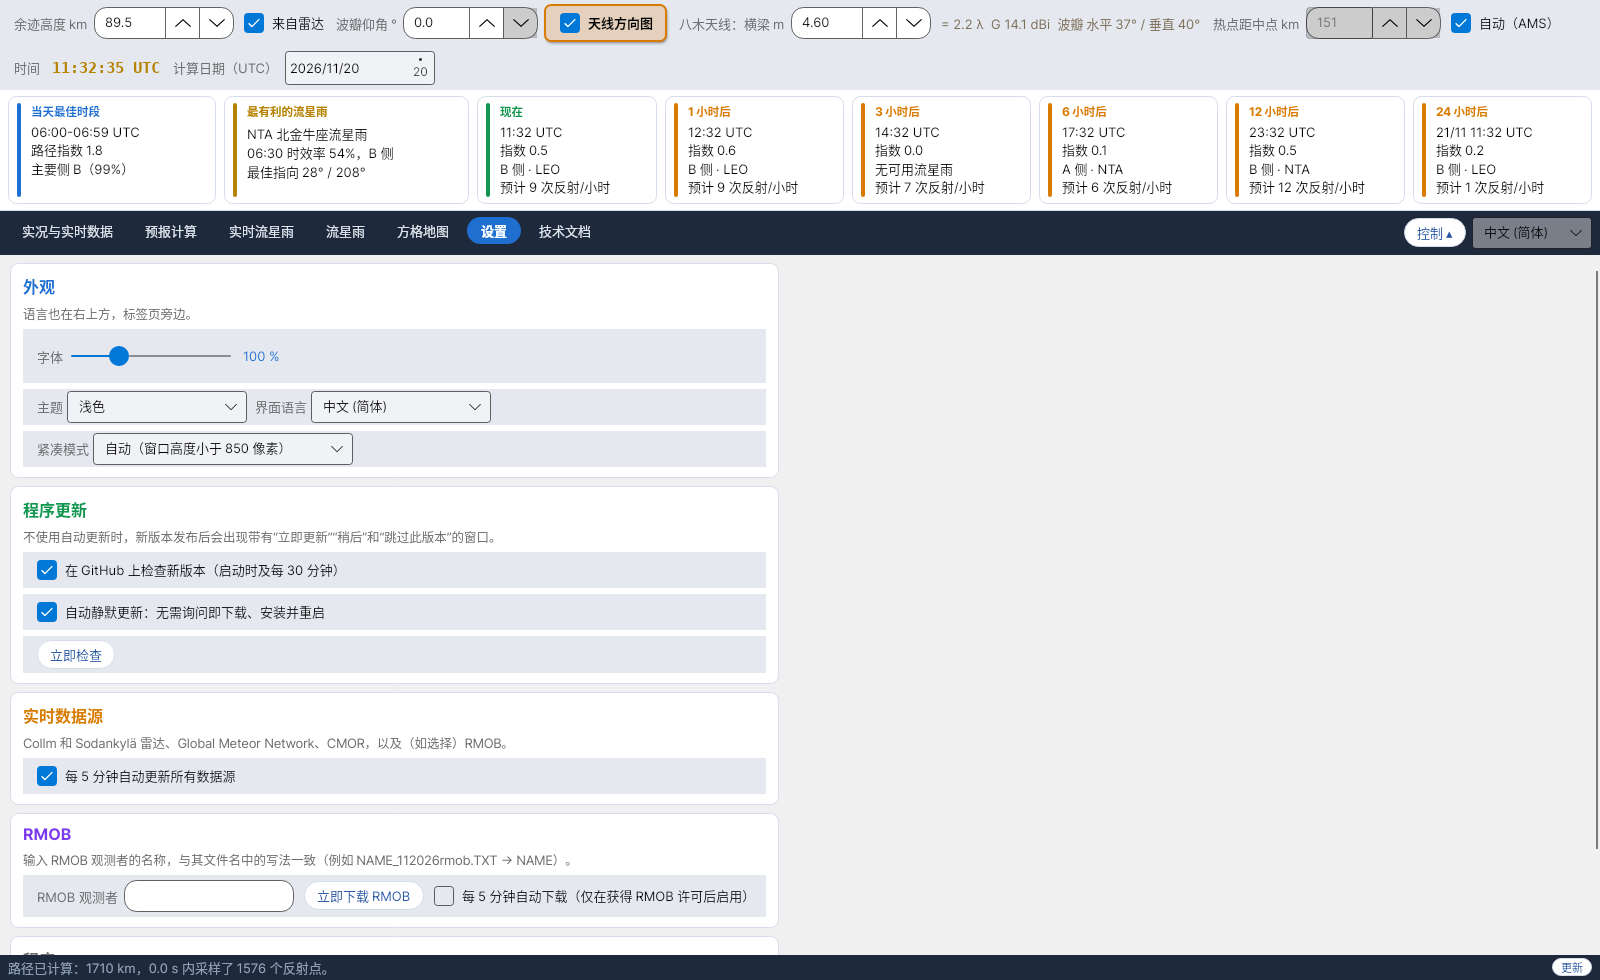 余迹高度 km 89.5 来自雷达 波瓣仰角 ° 0.0 天线方向图 八木天线：横梁 m 4.60 = 2.2 λ G 14.1 dBi 波瓣 水平 37° / 垂直 40° 热点距中点 km 151 自动（AMS）
时间 11:32:35 UTC 计算日期（UTC） 2026/11/20 20
当天最佳时段
06:00-06:59 UTC
路径指数 1.8
主要侧 B（99%）
最有利的流星雨
NTA 北金牛座流星雨
06:30 时效率 54%，B 侧
最佳指向 28° / 208°
现在
11:32 UTC
指数 0.5
B 侧 · LEO
预计 9 次反射/小时
1 小时后
12:32 UTC
指数 0.6
B 侧 · LEO
预计 9 次反射/小时
3 小时后
14:32 UTC
指数 0.0
无可用流星雨
预计 7 次反射/小时
6 小时后
17:32 UTC
指数 0.1
A 侧 · NTA
预计 6 次反射/小时
12 小时后
23:32 UTC
指数 0.5
B 侧 · NTA
预计 12 次反射/小时
24 小时后
21/11 11:32 UTC
指数 0.2
B 侧 · LEO
预计 1 次反射/小时
实况与实时数据 预报计算 实时流星雨 流星雨 方格地图 设置 技术文档 控制 ▴ 中文 (简体)
外观
语言也在右上方，标签页旁边。
字体 100 %
主题 浅色 界面语言 中文 (简体)
紧凑模式 自动（窗口高度小于 850 像素）
程序更新
不使用自动更新时，新版本发布后会出现带有“立即更新”“稍后”和“跳过此版本”的窗口。
在 GitHub 上检查新版本（启动时及每 30 分钟）
自动静默更新：无需询问即下载、安装并重启
立即检查
实时数据源
Collm 和 Sodankylä 雷达、Global Meteor Network、CMOR，以及（如选择）RMOB。
每 5 分钟自动更新所有数据源
RMOB
输入 RMOB 观测者的名称，与其文件名中的写法一致（例如 NAME_112026rmob.TXT → NAME）。
RMOB 观测者 立即下载 RMOB 每 5 分钟自动下载（仅在获得 RMOB 许可后启用）
路径已计算：1710 km，0.0 s 内采样了 1576 个反射点。 更新